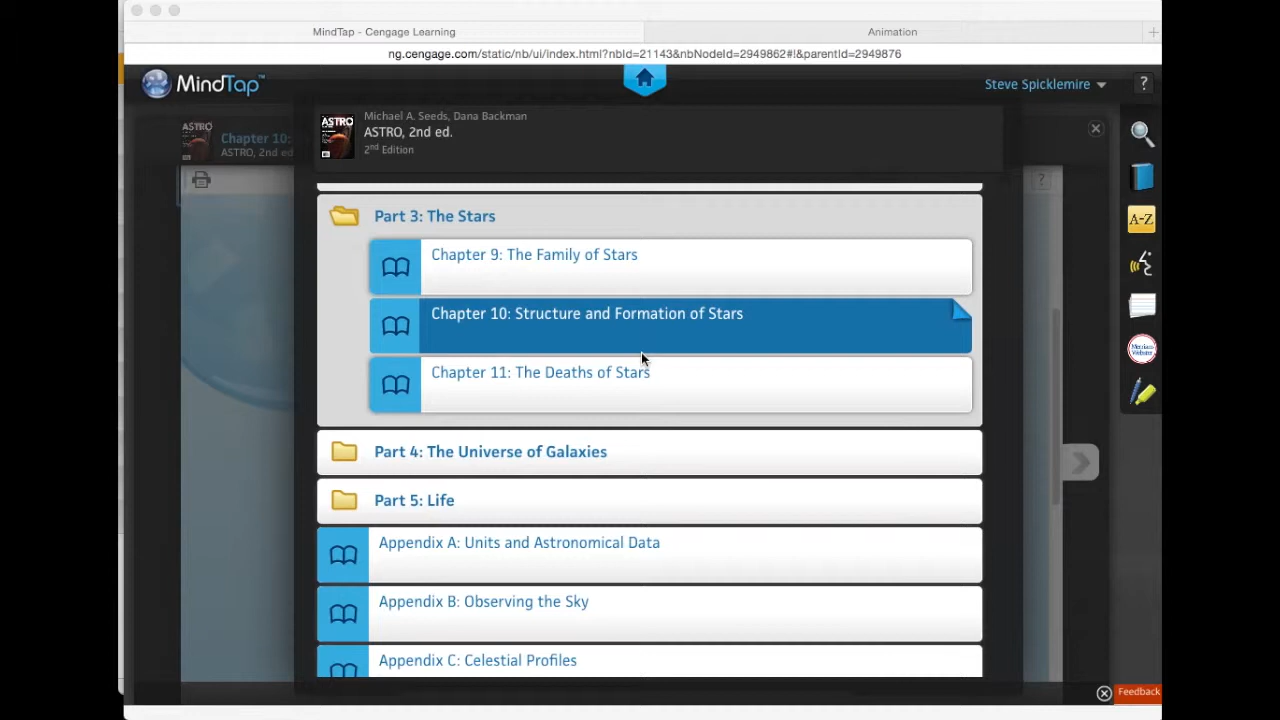 MindTap - Cengage Learning
Animation
ng.cengage.com/static/nb/ui/index.html?nbId=21143&nbNodeId=2949862#!&parentId=2949876
MindTap™
Steve Spicklemire
?
Michael A. Seeds, Dana Backman
ASTRO, 2nd ed.
2nd Edition
ASTRO
ASTRO
Chapter 10:
ASTRO, 2nd ed
?
Part 3: The Stars
Chapter 9: The Family of Stars
Chapter 10: Structure and Formation of Stars
Chapter 11: The Deaths of Stars
Part 4: The Universe of Galaxies
Part 5: Life
Appendix A: Units and Astronomical Data
Appendix B: Observing the Sky
Appendix C: Celestial Profiles
A-Z
Merriam-
Webster
Feedback